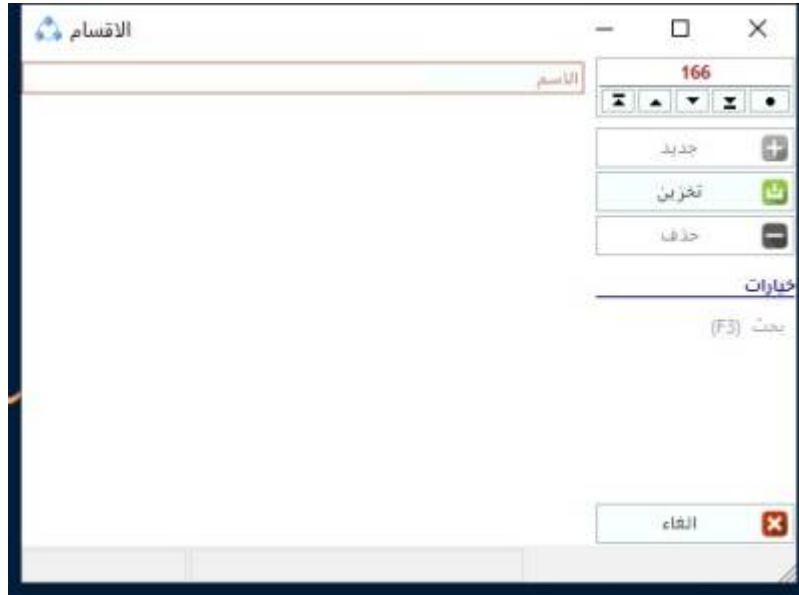 الاقسام
166
الاسم
جديد
تخزين
حذف
خيارات
بحث (F3)
الغاء